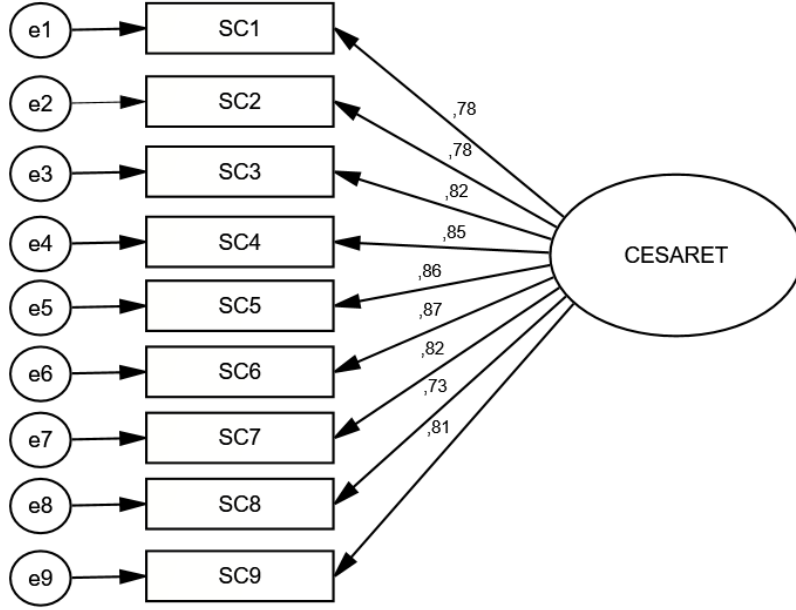 e1
SC1
e2
SC2
e3
SC3
e4
SC4
e5
SC5
e6
SC6
e7
SC7
e8
SC8
e9
SC9
,78
,78
,82
,85
,86
,87
,82
,73
,81
CESARET